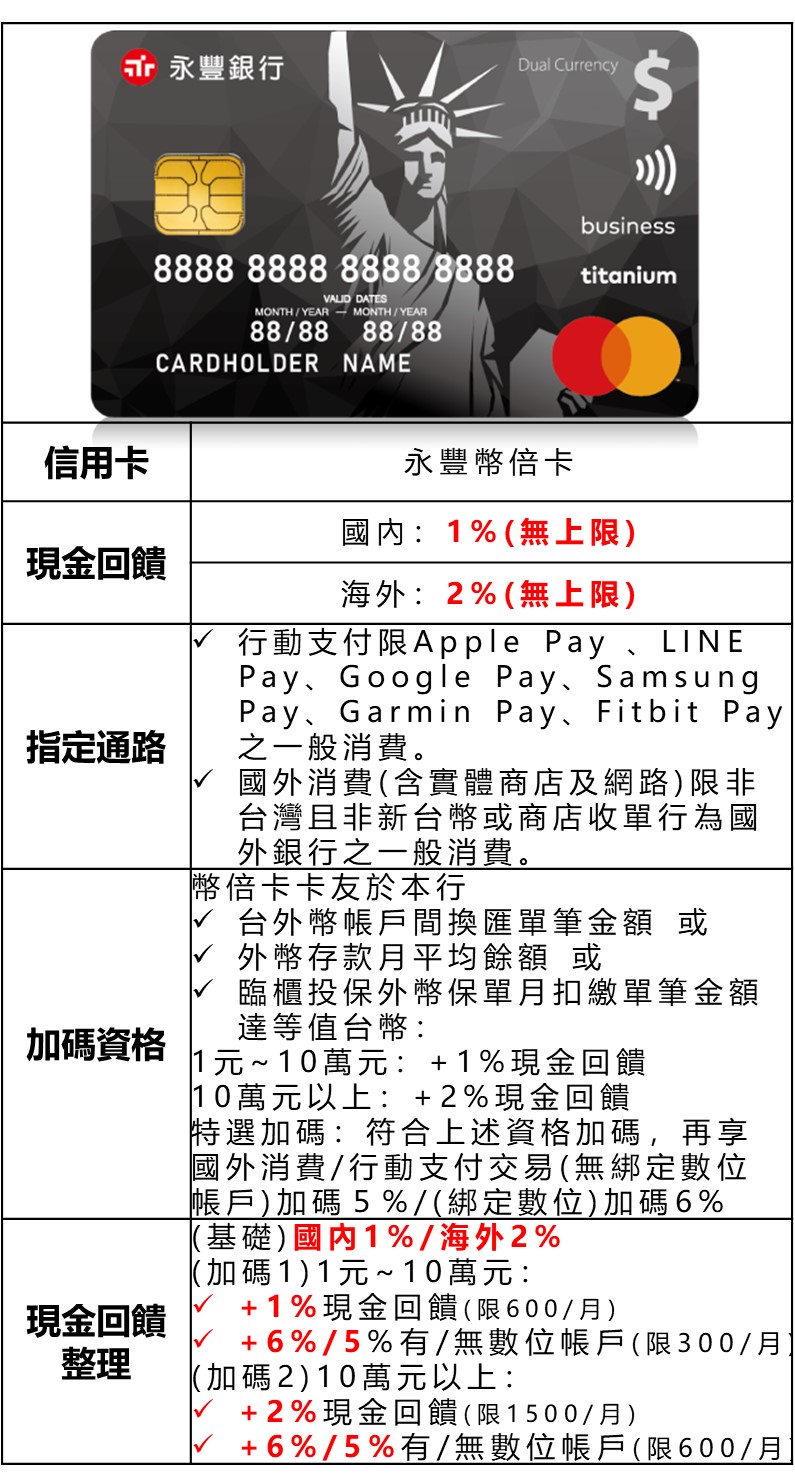 永豐銀行
Dual Currency
$
business
8888 8888 8888 8888
titanium
VALID DATES
MONTH / YEAR — MONTH / YEAR
88/88 88/88
CARDHOLDER NAME
信用卡
永豐幣倍卡
現金回饋
國內：1%(無上限)
海外：2%(無上限)
指定通路
✓ 行動支付限Apple Pay 、LINE
Pay、Google Pay、Samsung
Pay、Garmin Pay、Fitbit Pay
之一般消費。
✓ 國外消費(含實體商店及網路)限非
台灣且非新台幣或商店收單行為國
外銀行之一般消費。
加碼資格
幣倍卡卡友於本行
✓ 台外幣帳戶間換匯單筆金額 或
✓ 外幣存款月平均餘額 或
✓ 臨櫃投保外幣保單月扣繳單筆金額
達等值台幣：
1元~10萬元：+1%現金回饋
10萬元以上：+2%現金回饋
特選加碼：符合上述資格加碼，再享
國外消費/行動支付交易(無綁定數位
帳戶)加碼 5 %/(綁定數位)加碼6%
現金回饋
整理
(基礎)國內1%/海外2%
(加碼1)1元~10萬元：
✓ +1%現金回饋(限600/月)
✓ +6%/5%有/無數位帳戶(限300/月)
(加碼2)10萬元以上：
✓ +2%現金回饋(限1500/月)
✓ +6%/5%有/無數位帳戶(限600/月)